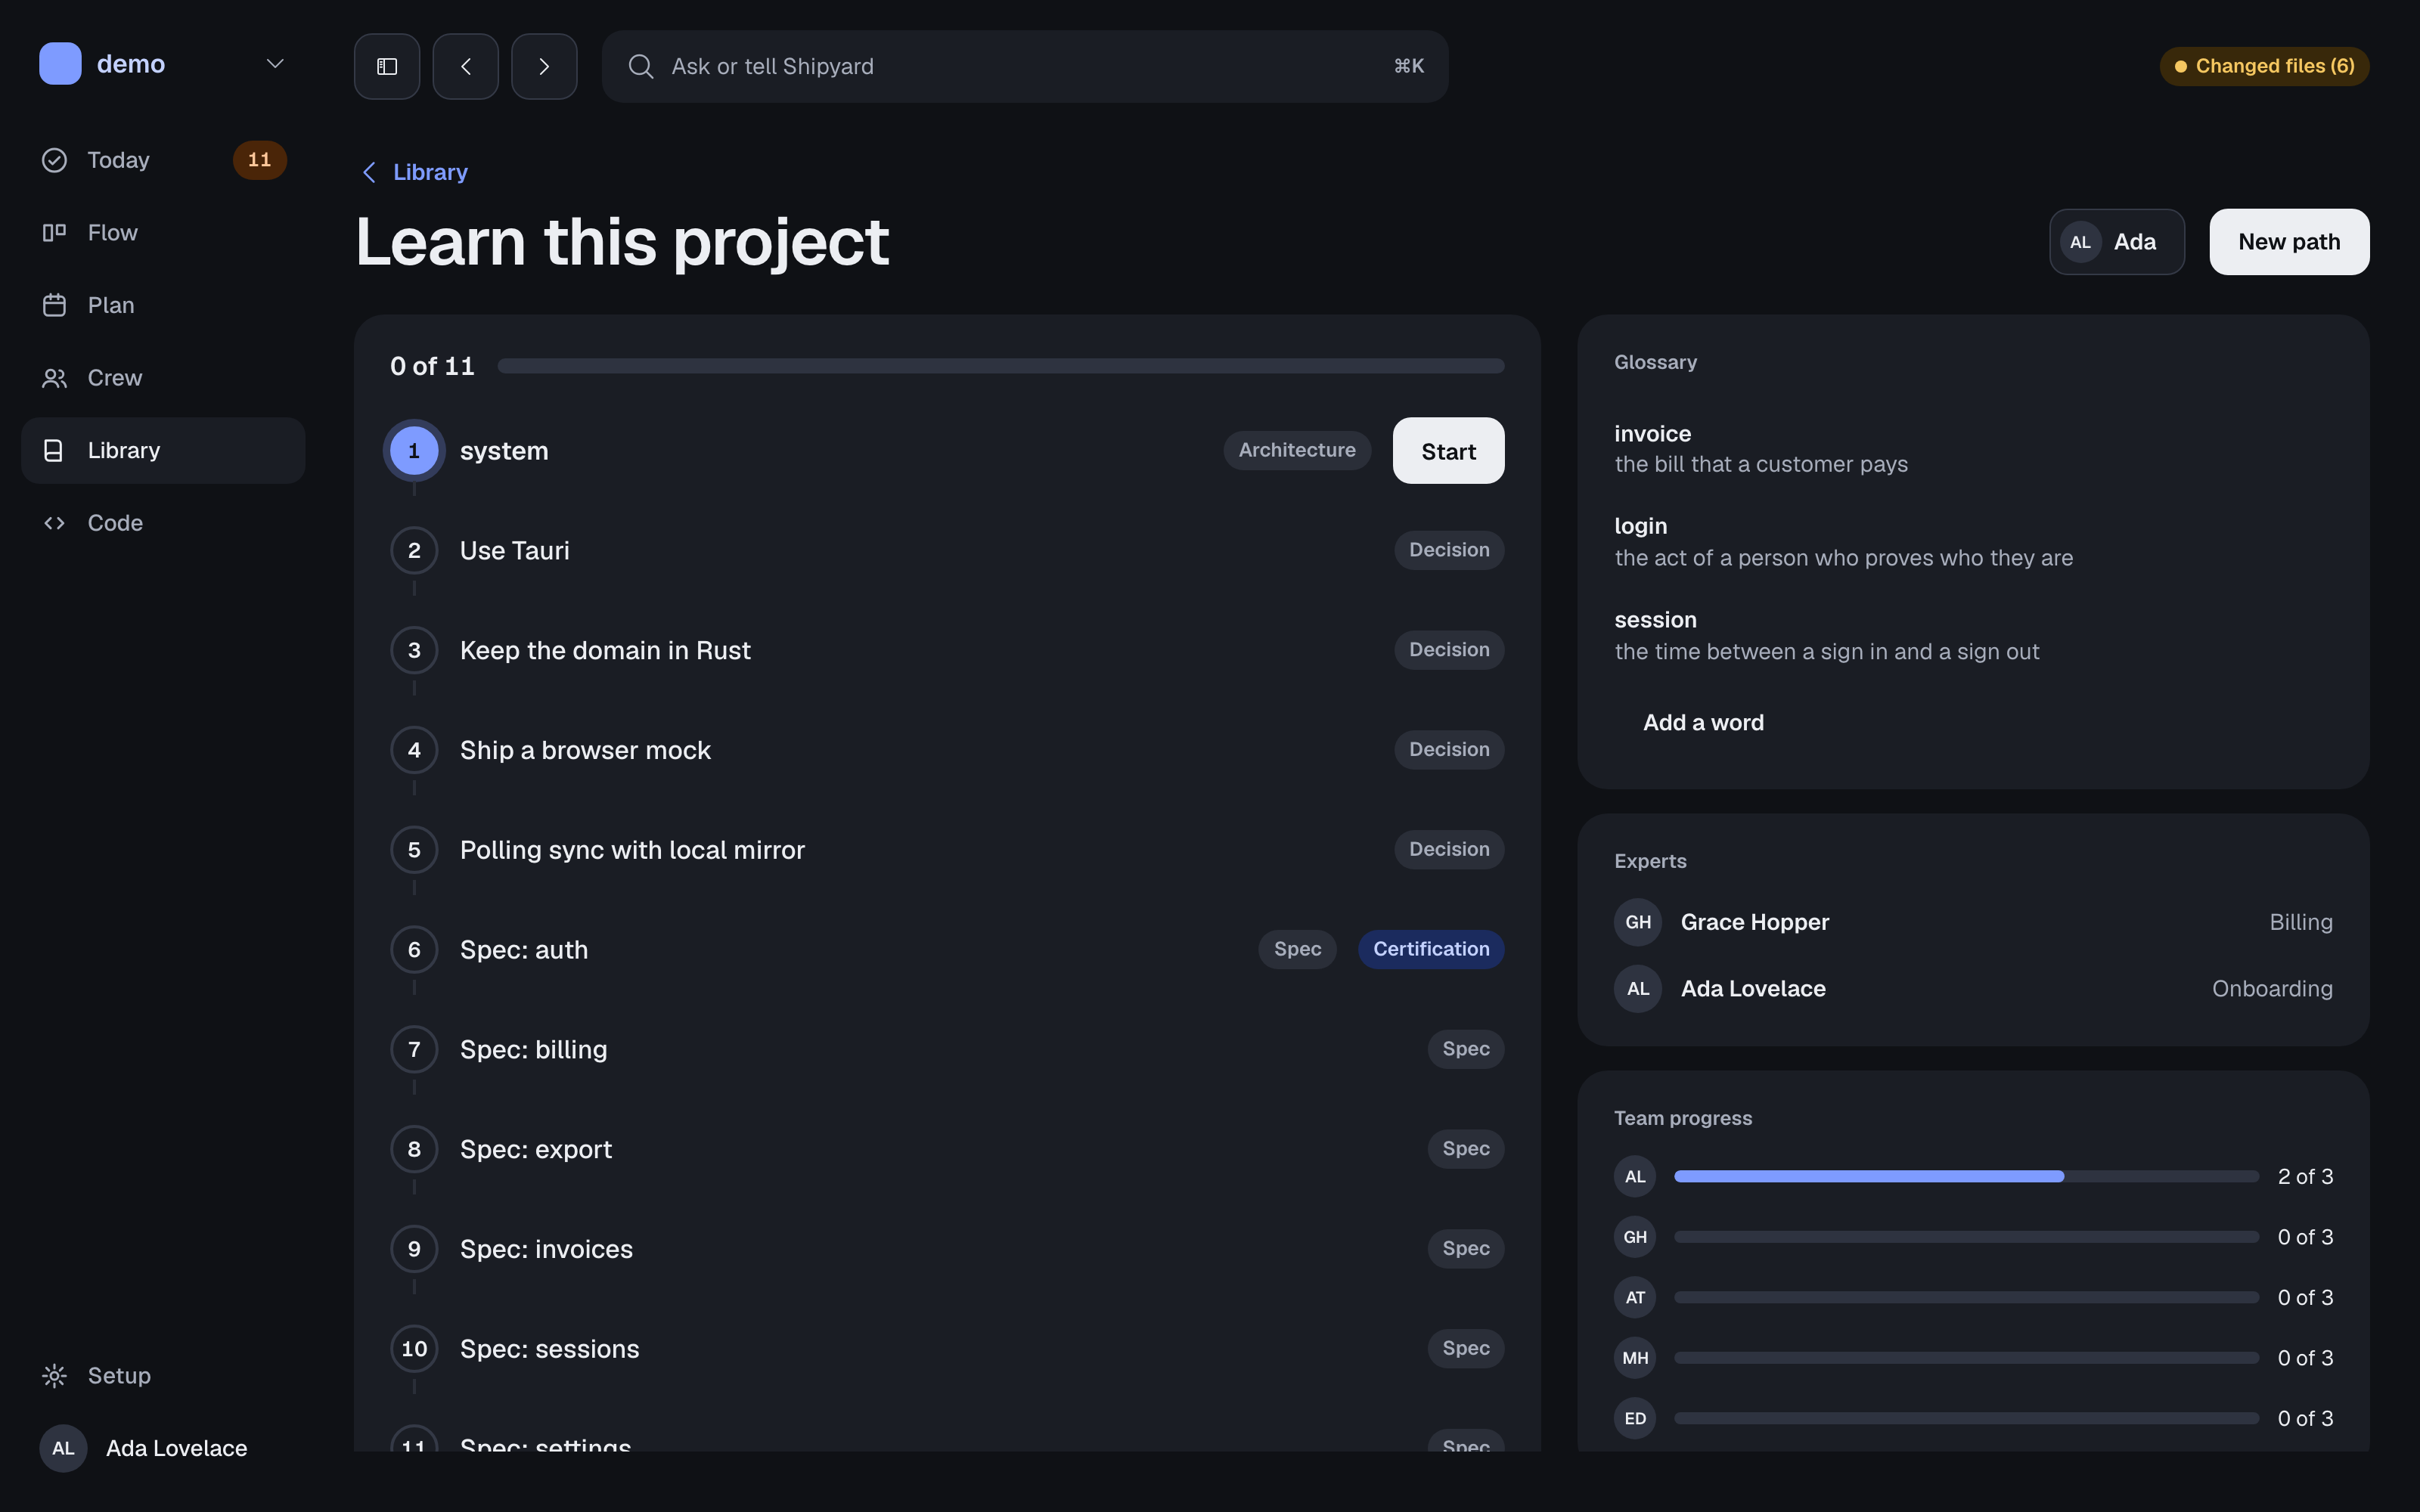 demo
Ask or tell Shipyard
⌘K
Changed files (6)
Today
11
Flow
Plan
Crew
Library
Code
Setup
AL
Ada Lovelace
Library
Learn this project
AL
Ada
New path
0 of 11
1
system
Architecture
Start
2
Use Tauri
Decision
3
Keep the domain in Rust
Decision
4
Ship a browser mock
Decision
5
Polling sync with local mirror
Decision
6
Spec: auth
Spec
Certification
7
Spec: billing
Spec
8
Spec: export
Spec
9
Spec: invoices
Spec
10
Spec: sessions
Spec
11
Spec: settings
Spec
Glossary
invoice
the bill that a customer pays
login
the act of a person who proves who they are
session
the time between a sign in and a sign out
Add a word
Experts
GH
Grace Hopper
Billing
AL
Ada Lovelace
Onboarding
Team progress
AL
2 of 3
GH
0 of 3
AT
0 of 3
MH
0 of 3
ED
0 of 3